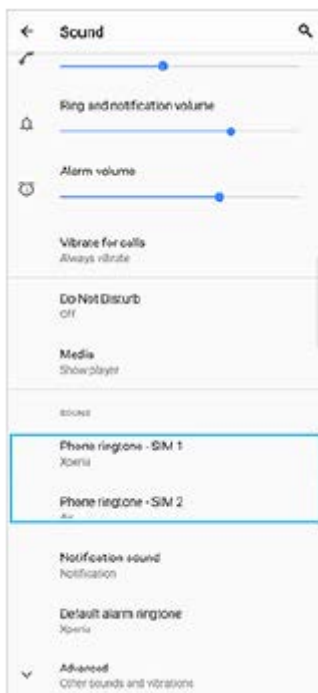 Sound
Ring and notification volume
Alarm volume
Vibrate for calls
Always vibrate
Do Not Disturb
Off
Media
Show player
SOUND
Phone ringtone - SIM 1
Xperia
Phone ringtone - SIM 2
Notification sound
Notification
Default alarm ringtone
Xperia
Advanced
Other sounds and vibrations